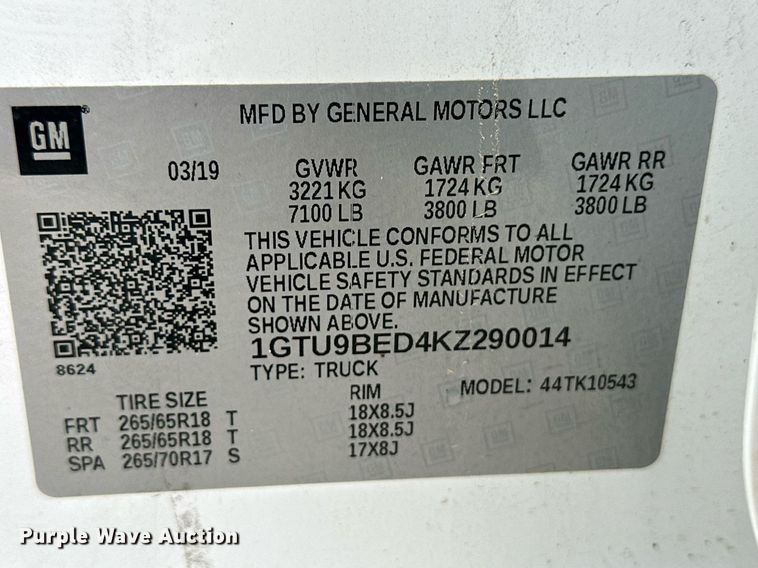 GM
®
MFD BY GENERAL MOTORS LLC
03/19 GVWR GAWR FRT GAWR RR
3221 KG 1724 KG 1724 KG
7100 LB 3800 LB 3800 LB
THIS VEHICLE CONFORMS TO ALL
APPLICABLE U.S. FEDERAL MOTOR
VEHICLE SAFETY STANDARDS IN EFFECT
ON THE DATE OF MANUFACTURE
SHOWN ABOVE.
1GTU9BED4KZ290014
8624
TYPE: TRUCK MODEL: 44TK10543
TIRE SIZE RIM
FRT 265/65R18 T 18X8.5J
RR 265/65R18 T 18X8.5J
SPA 265/70R17 S 17X8J
Purple Wave Auction